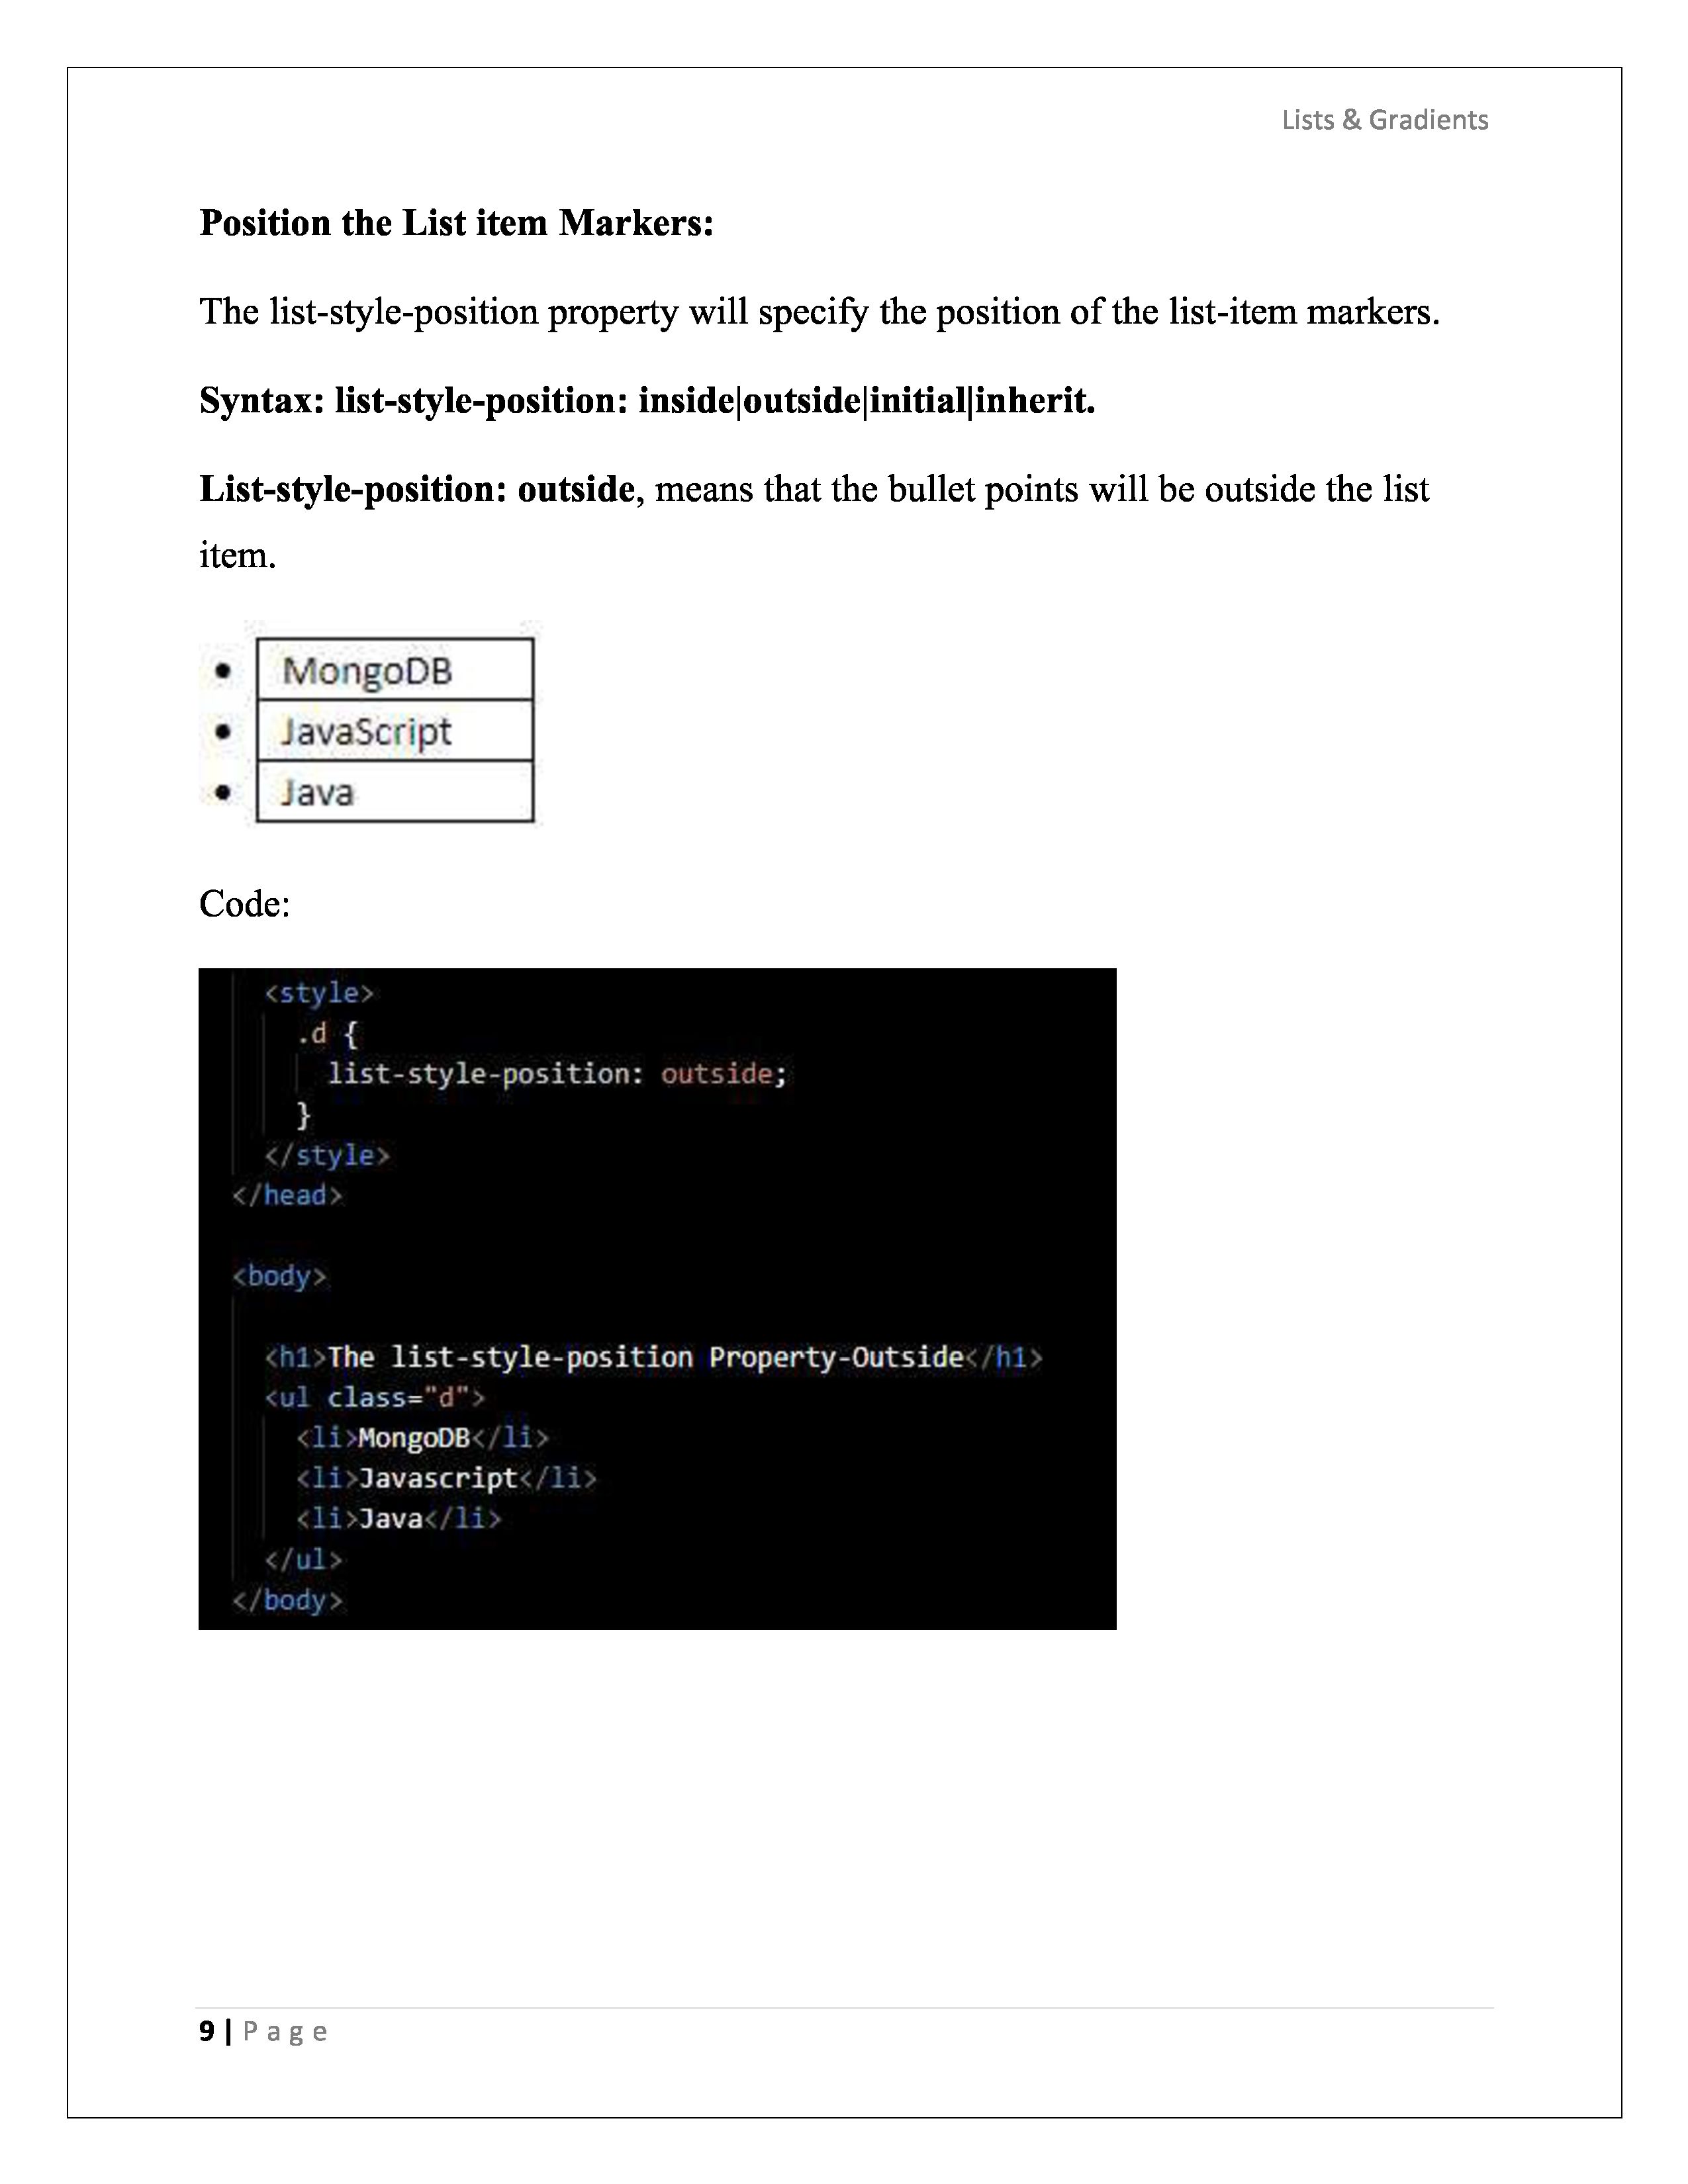 Lists & Gradients
Position the List item Markers:
The list-style-position property will specify the position of the list-item markers.
Syntax: list-style-position: inside|outside|initial|inherit.
List-style-position: outside, means that the bullet points will be outside the list
item.
• MongoDB
• JavaScript
• Java
Code:
<style>
.d {
list-style-position: outside;
}
</style>
</head>
<body>
<h1>The list-style-position Property-Outside</h1>
<ul class="d">
<li>MongoDB</li>
<li>Javascript</li>
<li>Java</li>
</ul>
</body>
9 | Page